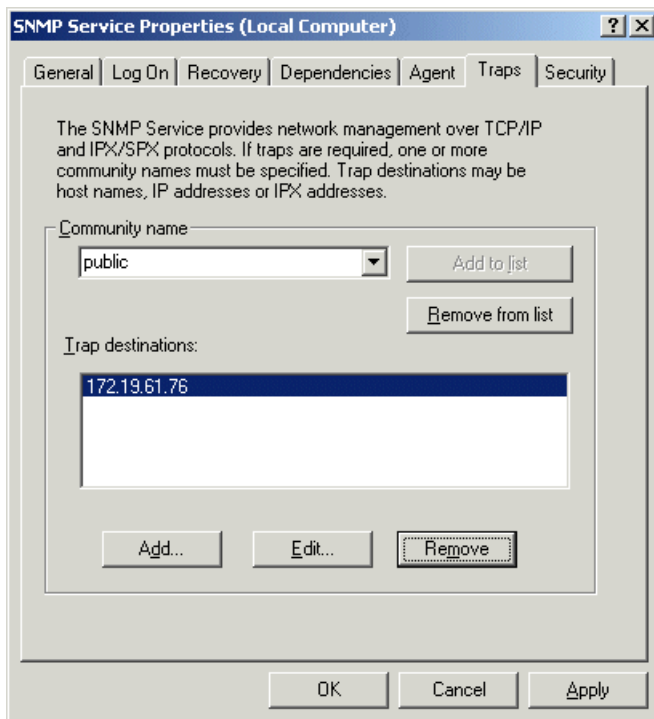 SNMP Service Properties (Local Computer)
General Log On Recovery Dependencies Agent Traps Security
The SNMP Service provides network management over TCP/IP
and IPX/SPX protocols. If traps are required, one or more
community names must be specified. Trap destinations may be
host names, IP addresses or IPX addresses.
Community name
public
Add to list
Remove from list
Trap destinations:
172.19.61.76
Add... Edit... Remove
OK Cancel Apply